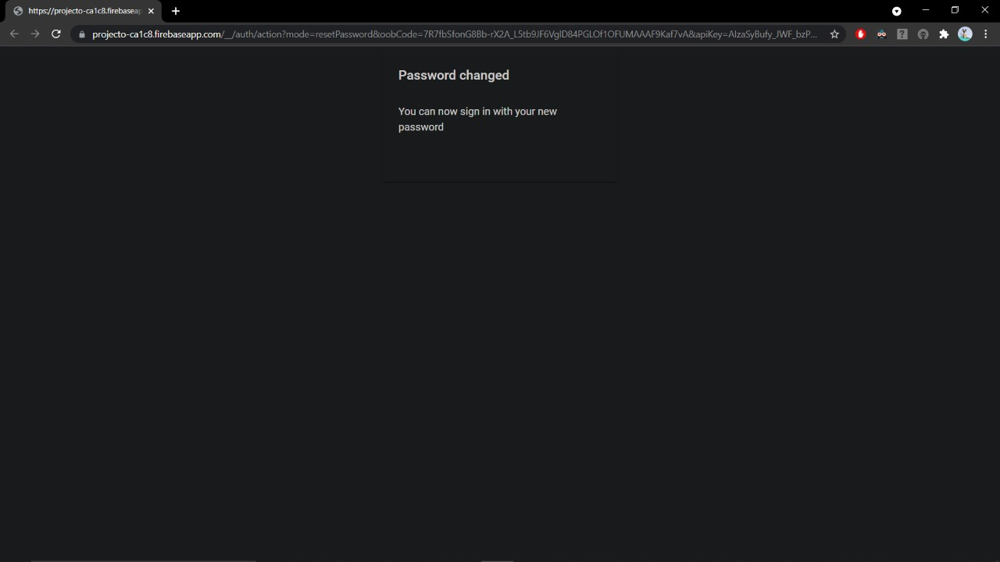 https://projecto-ca1c8.firebaseap
projecto-ca1c8.firebaseapp.com/__/auth/action?mode=resetPassword&oobCode=7R7fbSfonG8Bb-rX2A_L5tb9JF6VglD84PGLOf1OFUMAAAF9Kaf7vA&apiKey=AIzaSyBufy_JWF_bzP...
Password changed
You can now sign in with your new
password